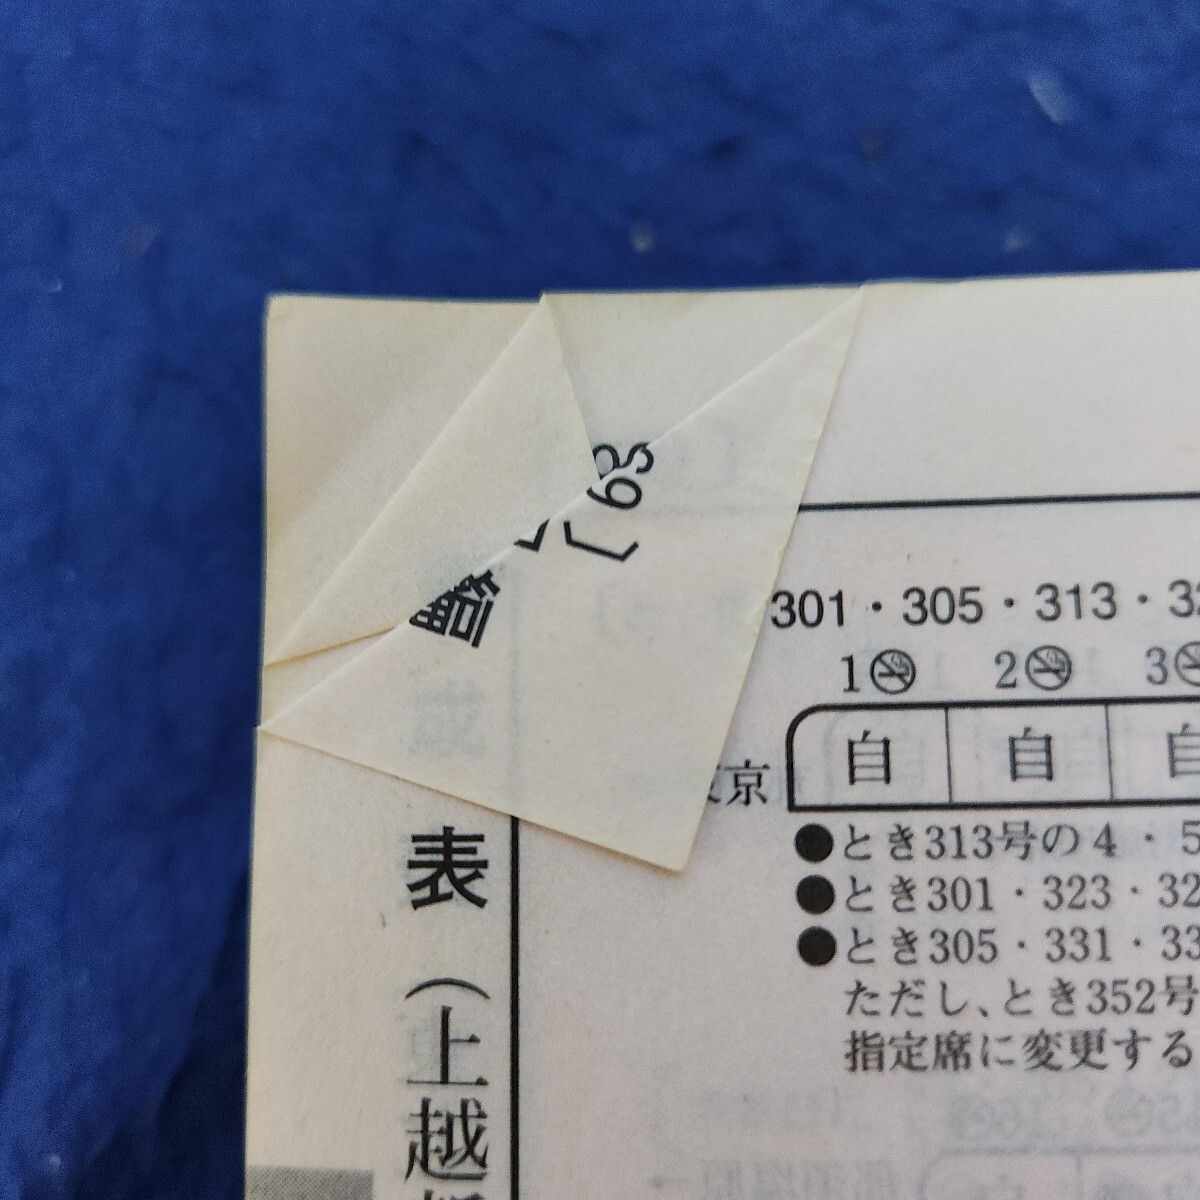 301・305・313・
1 2 3
自 自 自
京
●とき313号の4・5
●とき301・323・32
●とき305・331・33
ただし、とき352号
指定席に変更する
表(上越